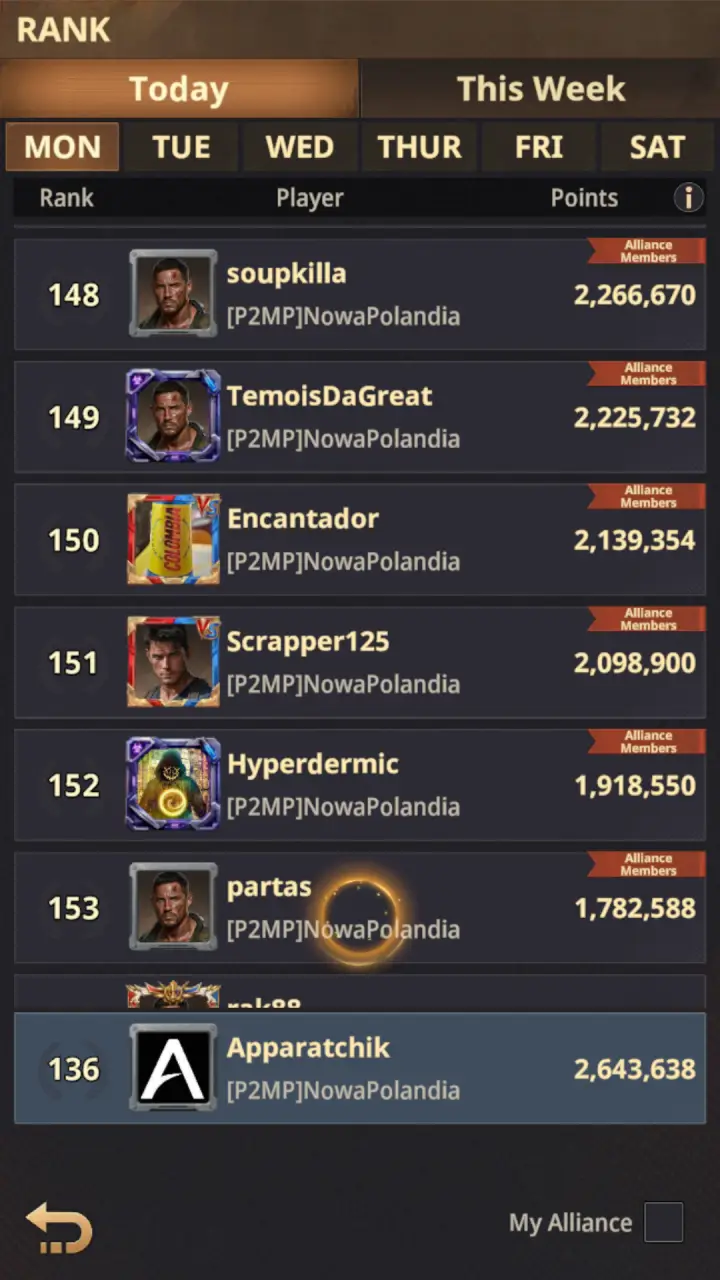 RANK
Today
This Week
MON
TUE
WED
THUR
FRI
SAT
Rank
Player
Points
i
Alliance
Members
148
soupkilla
[P2MP]NowaPolandia
2,266,670
Alliance
Members
149
TemoisDaGreat
[P2MP]NowaPolandia
2,225,732
Alliance
Members
150
COLOMBIA
VS
Encantador
[P2MP]NowaPolandia
2,139,354
Alliance
Members
151
VS
Scrapper125
[P2MP]NowaPolandia
2,098,900
Alliance
Members
152
Hyperdermic
[P2MP]NowaPolandia
1,918,550
Alliance
Members
153
partas
[P2MP]NowaPolandia
1,782,588
rak88
136
A
Apparatchik
[P2MP]NowaPolandia
2,643,638
My Alliance